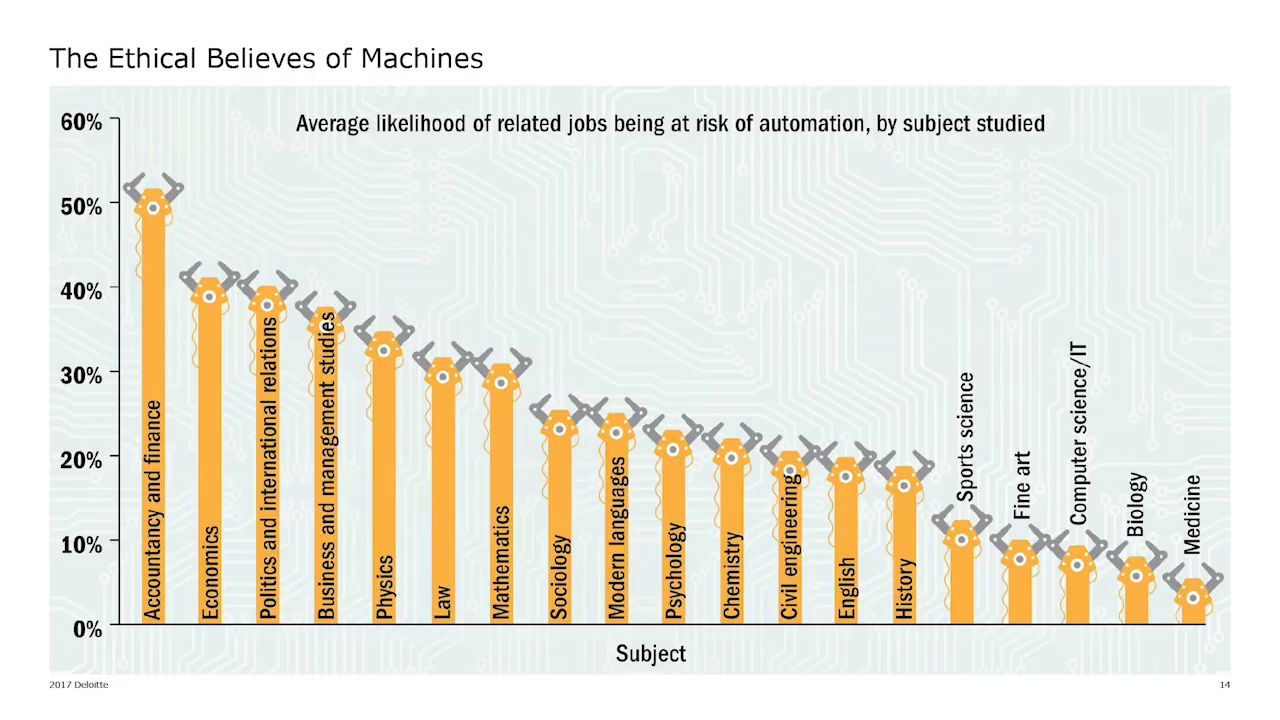 The Ethical Believes of Machines
Average likelihood of related jobs being at risk of automation, by subject studied
60%
50%
40%
30%
20%
10%
0%
Accountancy and finance
Economics
Politics and international relations
Business and management studies
Physics
Law
Mathematics
Sociology
Modern languages
Psychology
Chemistry
Civil engineering
English
History
Sports science
Fine art
Computer science/IT
Biology
Medicine
Subject
2017 Deloitte
14